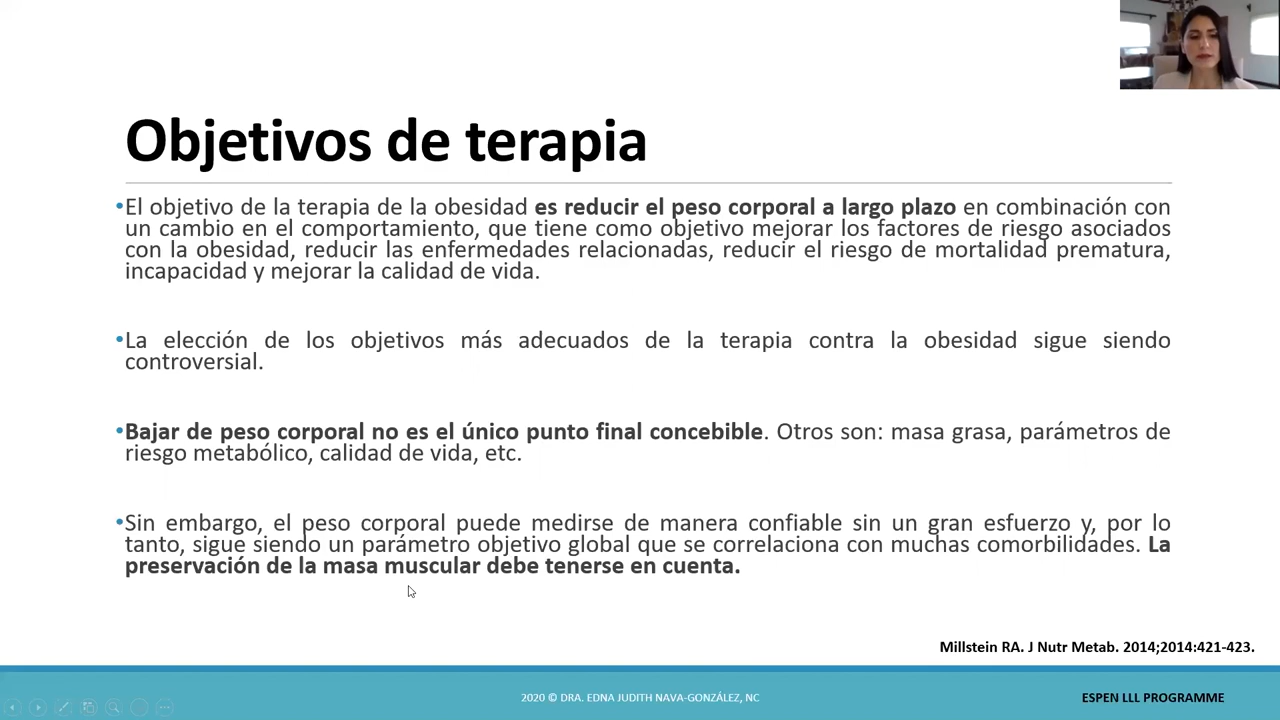 Objetivos de terapia
•El objetivo de la terapia de la obesidad es reducir el peso corporal a largo plazo en combinación con
un cambio en el comportamiento, que tiene como objetivo mejorar los factores de riesgo asociados
con la obesidad, reducir las enfermedades relacionadas, reducir el riesgo de mortalidad prematura,
incapacidad y mejorar la calidad de vida.
•La elección de los objetivos más adecuados de la terapia contra la obesidad sigue siendo
controversial.
•Bajar de peso corporal no es el único punto final concebible. Otros son: masa grasa, parámetros de
riesgo metabólico, calidad de vida, etc.
•Sin embargo, el peso corporal puede medirse de manera confiable sin un gran esfuerzo y, por lo
tanto, sigue siendo un parámetro objetivo global que se correlaciona con muchas comorbilidades. La
preservación de la masa muscular debe tenerse en cuenta.
Millstein RA. J Nutr Metab. 2014;2014:421-423.
2020 © DRA. EDNA JUDITH NAVA-GONZÁLEZ, NC
ESPEN LLL PROGRAMME